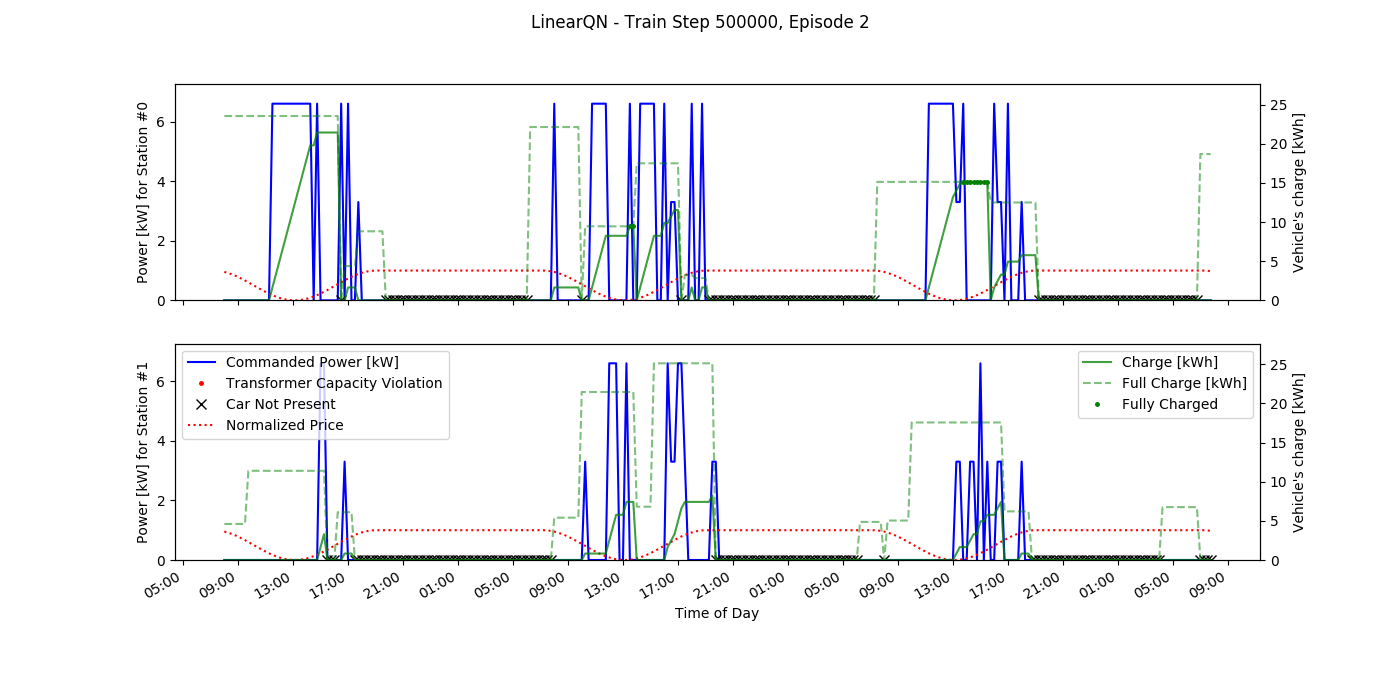 LinearQN - Train Step 500000, Episode 2
Power [kW] for Station #0
0
2
4
6
0
5
10
15
20
25
Vehicle's charge [kWh]
Power [kW] for Station #1
0
2
4
6
Commanded Power [kW]
Transformer Capacity Violation
Car Not Present
Normalized Price
Charge [kWh]
Full Charge [kWh]
Fully Charged
0
5
10
15
20
25
Vehicle's charge [kWh]
05:00 09:00 13:00 17:00 21:00 01:00 05:00 09:00 13:00 17:00 21:00 01:00 05:00 09:00 13:00 17:00 21:00 01:00 05:00 09:00
Time of Day